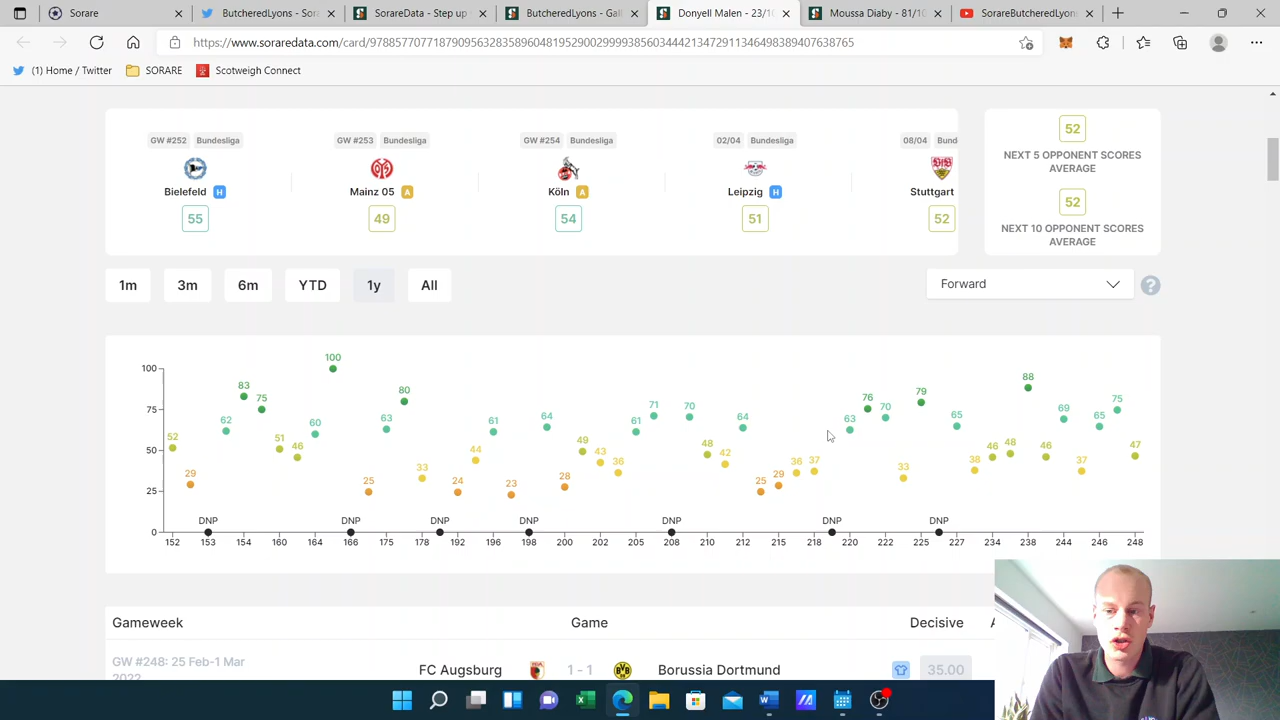 Sorare
ButcheredLyons - Sora
SorareData - Step up
ButcheredLyons - Gall
Donyell Malen - 23/10
Moussa Diaby - 81/10
SorareButcheredLyons
https://www.soraredata.com/card/97885770771879095632835896048195290029999385603444213472911346498389407638765
(1) Home / Twitter
SORARE
Scotweigh Connect
GW #252 Bundesliga
GW #253 Bundesliga
GW #254 Bundesliga
02/04 Bundesliga
08/04 Bund
Bielefeld H
Mainz 05 A
Köln A
Leipzig H
Stuttgart
55
49
54
51
52
52
NEXT 5 OPPONENT SCORES
AVERAGE
52
NEXT 10 OPPONENT SCORES
AVERAGE
1m
3m
6m
YTD
1y
All
Forward
?
100
75
50
25
0
52
29
DNP
62
83
75
51
46
60
100
DNP
25
63
80
33
DNP
44
24
61
23
DNP
64
28
49
43
36
61
71
DNP
70
48
42
64
25
29
36
37
DNP
63
76
70
33
79
DNP
65
38
46
48
88
46
69
37
65
75
47
152 153 154 160 164 166 175 178 192 196 198 200 202 206 208 210 212 216 218 220 222 225 227 234 238 244 246 248
Gameweek
Game
Decisive
A
GW #248: 25 Feb-1 Mar
2022
FC Augsburg
1 - 1
Borussia Dortmund
35.00